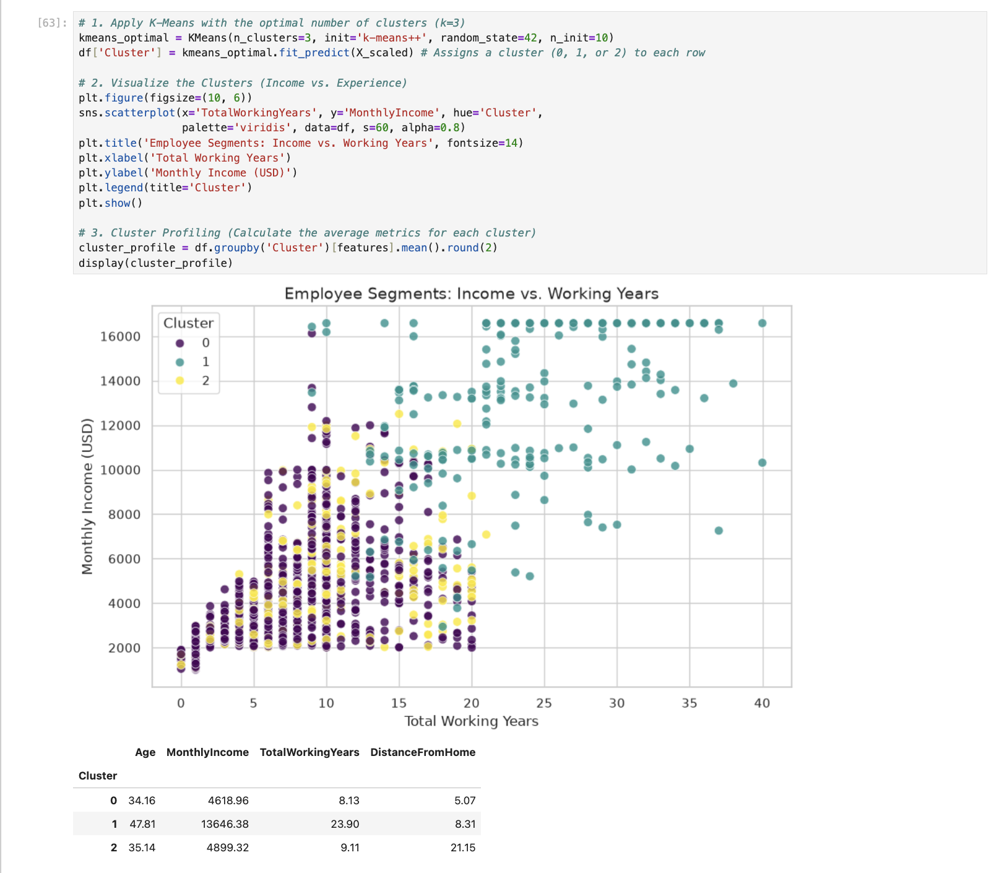 [63]:
# 1. Apply K-Means with the optimal number of clusters (k=3)
kmeans_optimal = KMeans(n_clusters=3, init='k-means++', random_state=42, n_init=10)
df['Cluster'] = kmeans_optimal.fit_predict(X_scaled) # Assigns a cluster (0, 1, or 2) to each row
# 2. Visualize the Clusters (Income vs. Experience)
plt.figure(figsize=(10, 6))
sns.scatterplot(x='TotalWorkingYears', y='MonthlyIncome', hue='Cluster',
                palette='viridis', data=df, s=60, alpha=0.8)
plt.title('Employee Segments: Income vs. Working Years', fontsize=14)
plt.xlabel('Total Working Years')
plt.ylabel('Monthly Income (USD)')
plt.legend(title='Cluster')
plt.show()
# 3. Cluster Profiling (Calculate the average metrics for each cluster)
cluster_profile = df.groupby('Cluster')[features].mean().round(2)
display(cluster_profile)
Employee Segments: Income vs. Working Years
Cluster
0
1
2
16000
14000
12000
10000
8000
6000
4000
2000
Monthly Income (USD)
0 5 10 15 20 25 30 35 40
Total Working Years
Age MonthlyIncome TotalWorkingYears DistanceFromHome
Cluster
0 34.16 4618.96 8.13 5.07
1 47.81 13646.38 23.90 8.31
2 35.14 4899.32 9.11 21.15